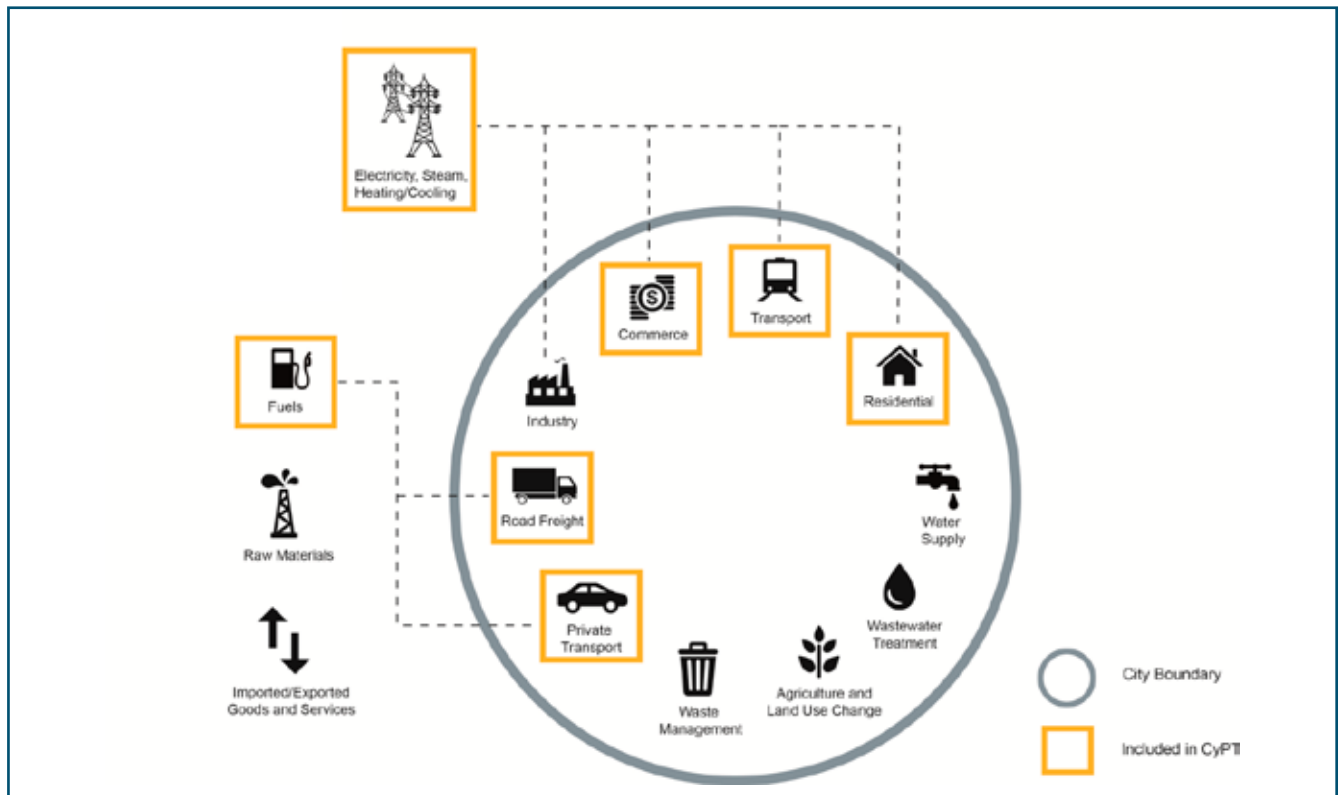 Electricity, Steam,
Heating/Cooling
Commerce
Transport
Residential
Fuels
Industry
Road Freight
Raw Materials
Water
Supply
Private
Transport
Wastewater
Treatment
Imported/Exported
Goods and Services
Waste
Management
Agriculture and
Land Use Change
City Boundary
Included in CyPT